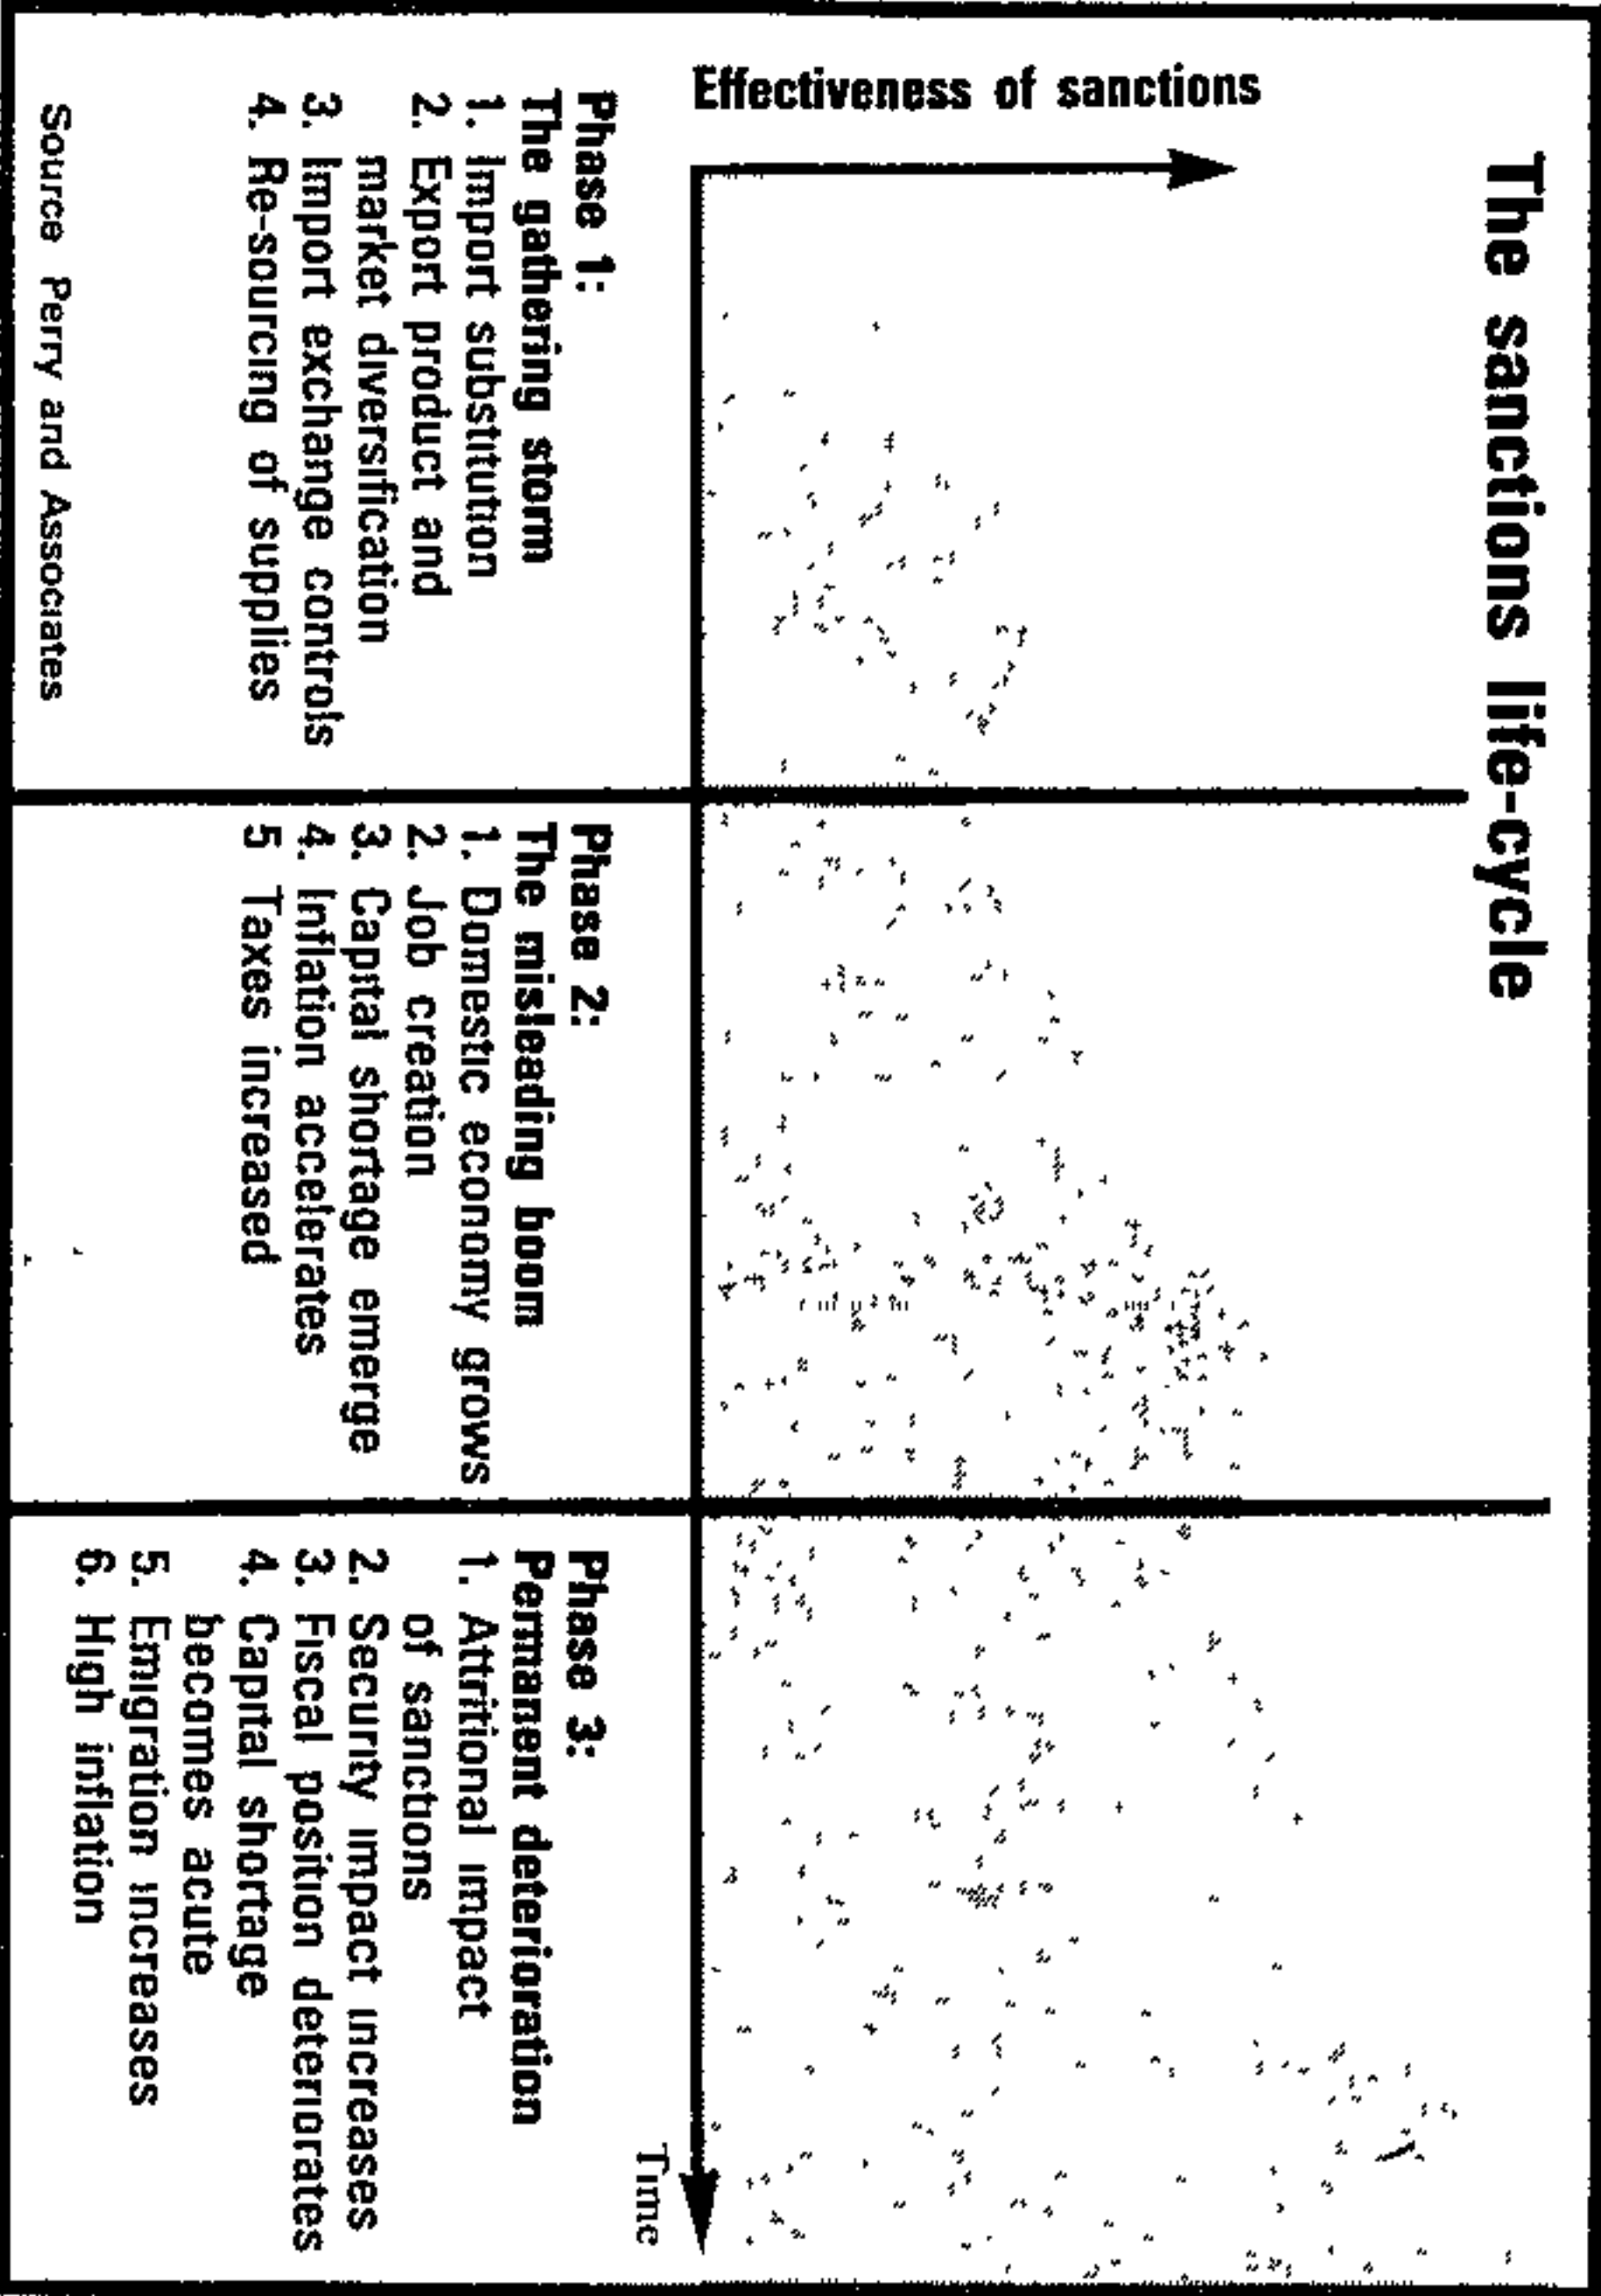 The sanctions life-cycle
Effectiveness of sanctions
Time
Phase 1:
The gathering storm
1. Import substitution
2. Export product and
market diversification
3. Import exchange controls
4. Re-sourcing of supplies
Phase 2:
The misleading boom
1. Domestic economy grows
2. Job creation
3. Capital shortage emerge
4. Inflation accelerates
5 Taxes increased
Phase 3:
Permanent deterioration
1. Attritional impact
of sanctions
2. Security impact increases
3. Fiscal position deteriorates
4. Capital shortage
becomes acute
5. Emigration increases
6. High inflation
Source Perry and Associates